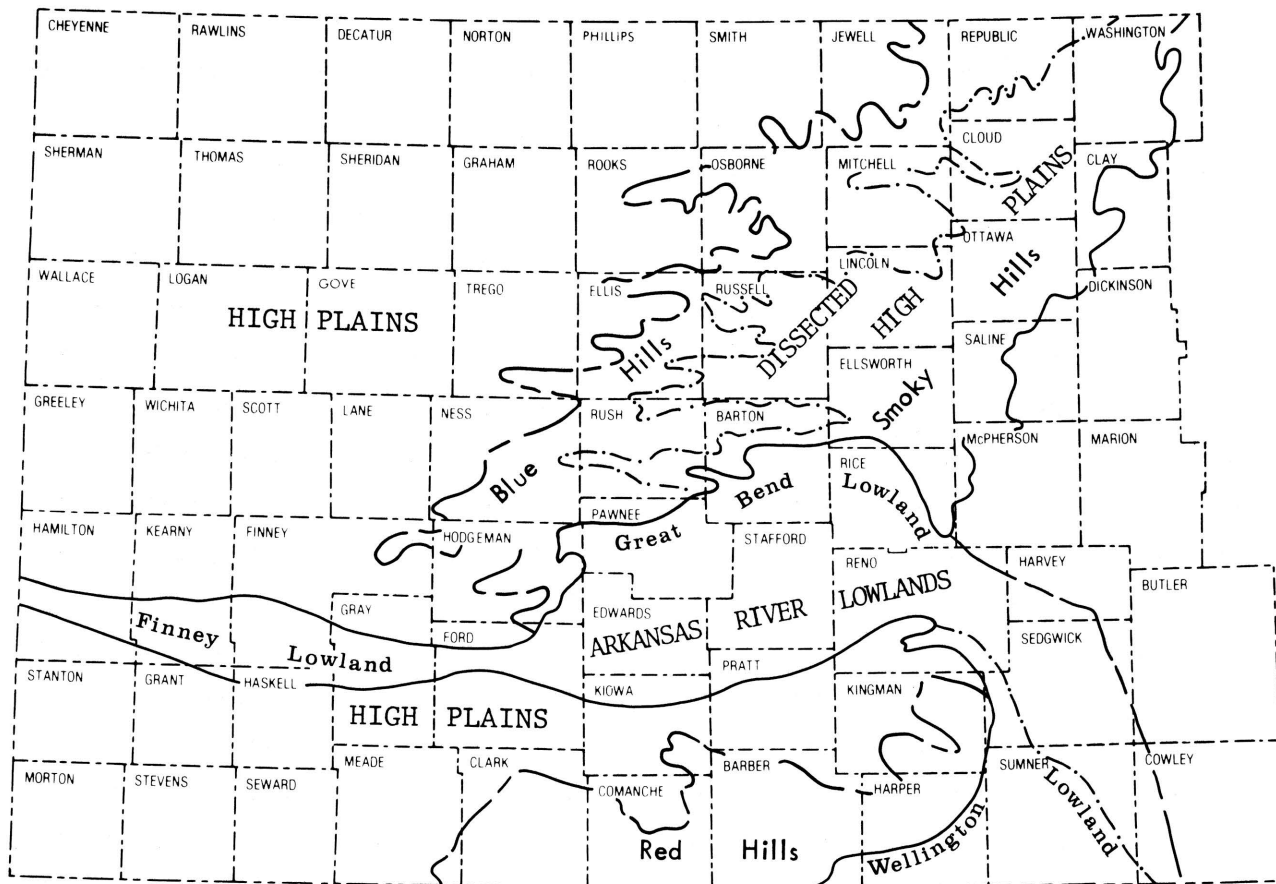 CHEYENNE
RAWLINS
DECATUR
NORTON
PHILLIPS
SMITH
JEWELL
REPUBLIC
WASHINGTON
SHERMAN
THOMAS
SHERIDAN
GRAHAM
ROOKS
OSBORNE
MITCHELL
CLOUD
CLAY
WALLACE
LOGAN
GOVE
TREGO
ELLIS
RUSSELL
LINCOLN
OTTAWA
DICKINSON
HIGH PLAINS
DISSECTED HIGH PLAINS
Smoky Hills
Blue Hills
SALINE
ELLSWORTH
GREELEY
WICHITA
SCOTT
LANE
NESS
RUSH
BARTON
RICE
McPHERSON
MARION
Great Bend Lowland
HAMILTON
KEARNY
FINNEY
HODGEMAN
PAWNEE
STAFFORD
RENO
HARVEY
BUTLER
GRAY
FORD
EDWARDS
ARKANSAS RIVER LOWLANDS
SEDGWICK
Finney Lowland
STANTON
GRANT
HASKELL
KIOWA
PRATT
KINGMAN
HIGH PLAINS
MORTON
STEVENS
SEWARD
MEADE
CLARK
COMANCHE
BARBER
HARPER
SUMNER
COWLEY
Red Hills
Wellington Lowland